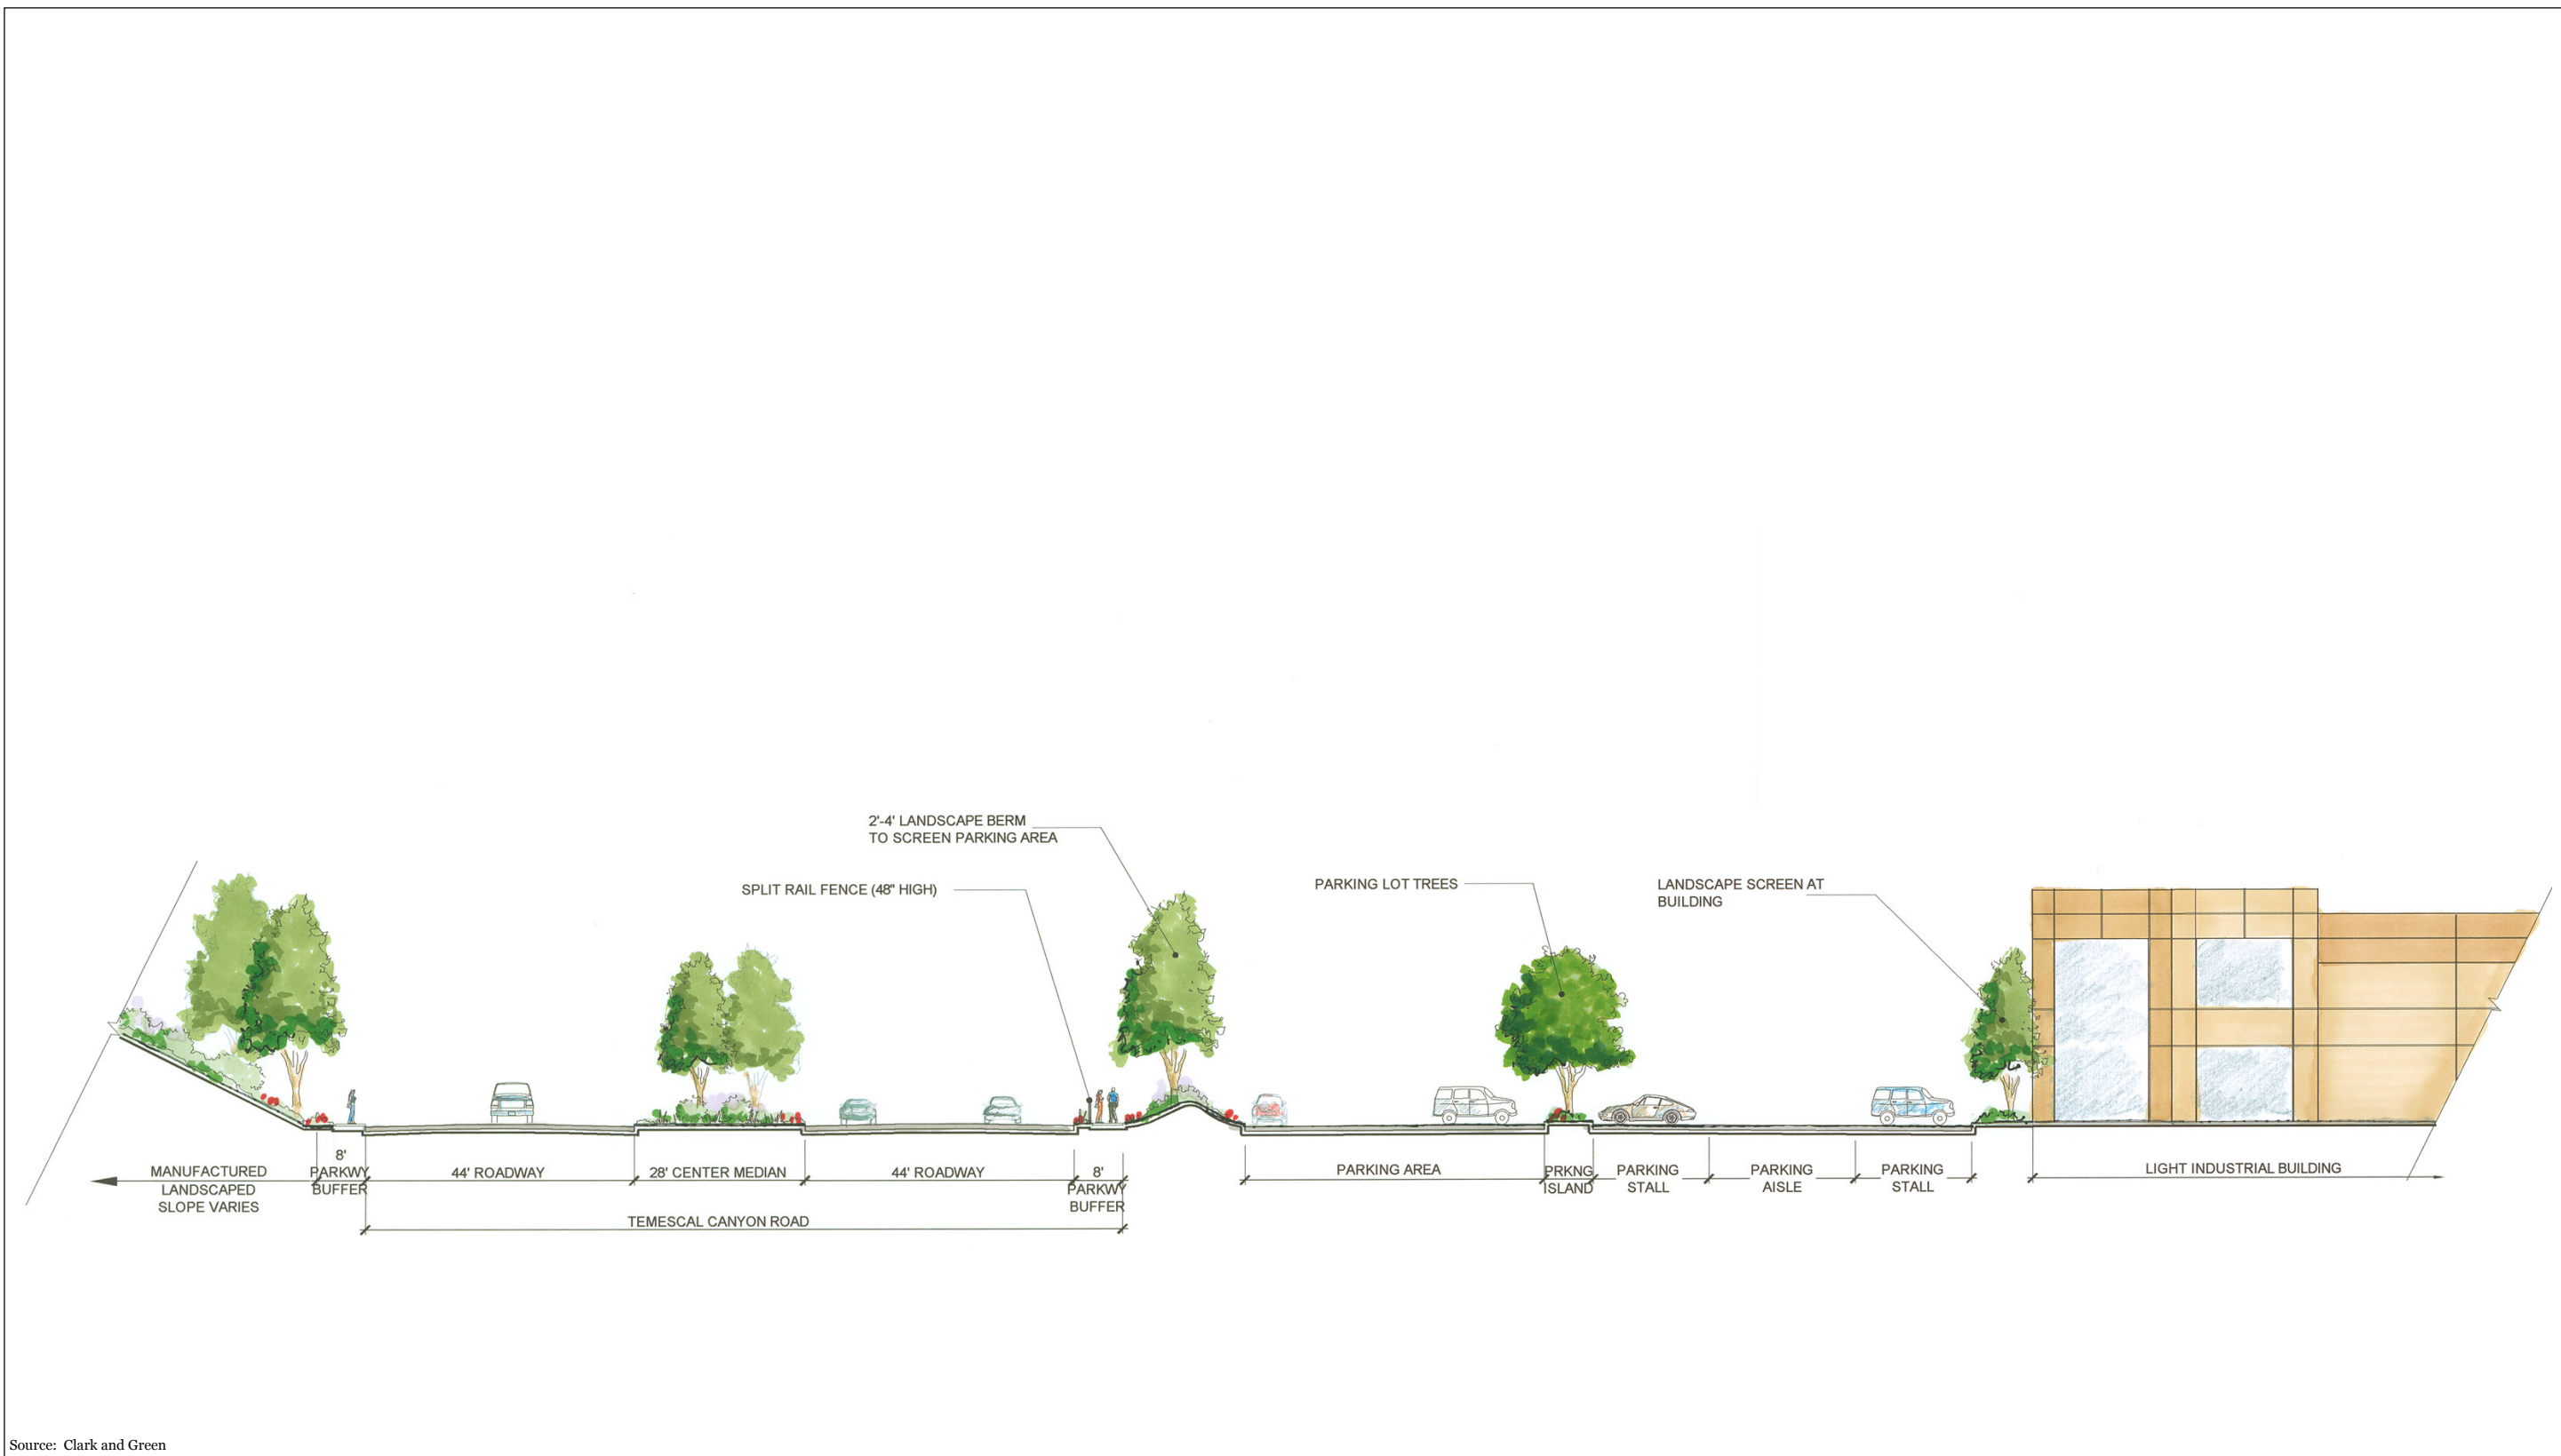 2'-4' LANDSCAPE BERM
TO SCREEN PARKING AREA
SPLIT RAIL FENCE (48" HIGH)
PARKING LOT TREES
LANDSCAPE SCREEN AT
BUILDING
MANUFACTURED
LANDSCAPED
SLOPE VARIES
8'
PARKWY
BUFFER
44' ROADWAY
28' CENTER MEDIAN
44' ROADWAY
8'
PARKWY
BUFFER
TEMESCAL CANYON ROAD
PARKING AREA
PRKNG
ISLAND
PARKING
STALL
PARKING
AISLE
PARKING
STALL
LIGHT INDUSTRIAL BUILDING
Source: Clark and Green